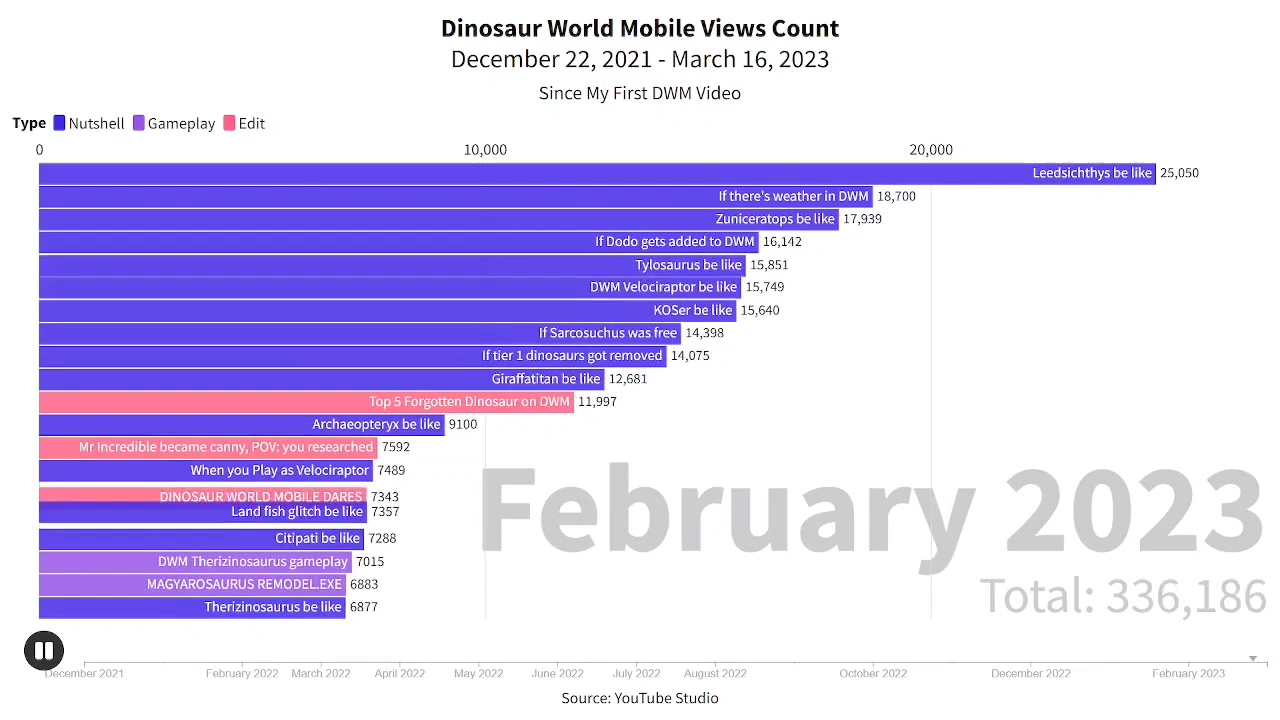 Dinosaur World Mobile Views Count
December 22, 2021 - March 16, 2023
Since My First DWM Video
Type Nutshell Gameplay Edit
0 10,000 20,000
Leedsichthys be like 25,050
If there's weather in DWM 18,700
Zuniceratops be like 17,939
If Dodo gets added to DWM 16,142
Tylosaurus be like 15,851
DWM Velociraptor be like 15,749
KOSer be like 15,640
If Sarcosuchus was free 14,398
If tier 1 dinosaurs got removed 14,075
Giraffatitan be like 12,681
Top 5 Forgotten Dinosaur on DWM 11,997
Archaeopteryx be like 9100
Mr Incredible became canny, POV: you researched 7592
When you Play as Velociraptor 7489
DINOSAUR WORLD MOBILE DARES 7343
Land fish glitch be like 7357
Citipati be like 7288
DWM Therizinosaurus gameplay 7015
MAGYAROSAURUS REMODEL.EXE 6883
Therizinosaurus be like 6877
February 2023
Total: 336,186
December 2021 February 2022 March 2022 April 2022 May 2022 June 2022 July 2022 August 2022 October 2022 December 2022 February 2023
Source: YouTube Studio